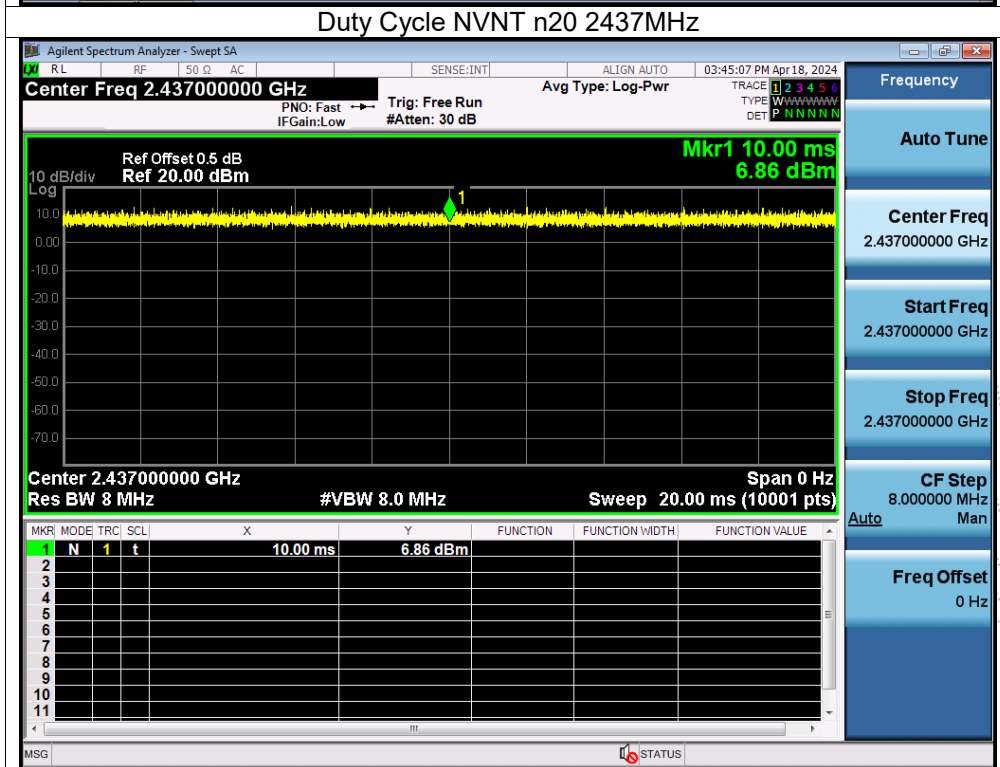 Duty Cycle NVNT n20 2437MHz
Agilent Spectrum Analyzer - Swept SA
LXI RL RF 50 Ω AC SENSE:INT ALIGN AUTO 03:45:07 PM Apr 18, 2024
Center Freq 2.437000000 GHz
PNO: Fast
IFGain:Low
Trig: Free Run
#Atten: 30 dB
Avg Type: Log-Pwr
TRACE 1 2 3 4 5 6
TYPE WWWWWW
DET P N N N N N
Frequency
Auto Tune
Center Freq
2.437000000 GHz
Start Freq
2.437000000 GHz
Stop Freq
2.437000000 GHz
CF Step
8.000000 MHz
Auto Man
Freq Offset
0 Hz
Mkr1 10.00 ms
6.86 dBm
Ref Offset 0.5 dB
10 dB/div Ref 20.00 dBm
Log
1
10.0
0.00
-10.0
-20.0
-30.0
-40.0
-50.0
-60.0
-70.0
Center 2.437000000 GHz Span 0 Hz
Res BW 8 MHz #VBW 8.0 MHz Sweep 20.00 ms (10001 pts)
MKR MODE TRC SCL X Y FUNCTION FUNCTION WIDTH FUNCTION VALUE
1 N 1 t 10.00 ms 6.86 dBm
2
3
4
5
6
7
8
9
10
11
MSG STATUS